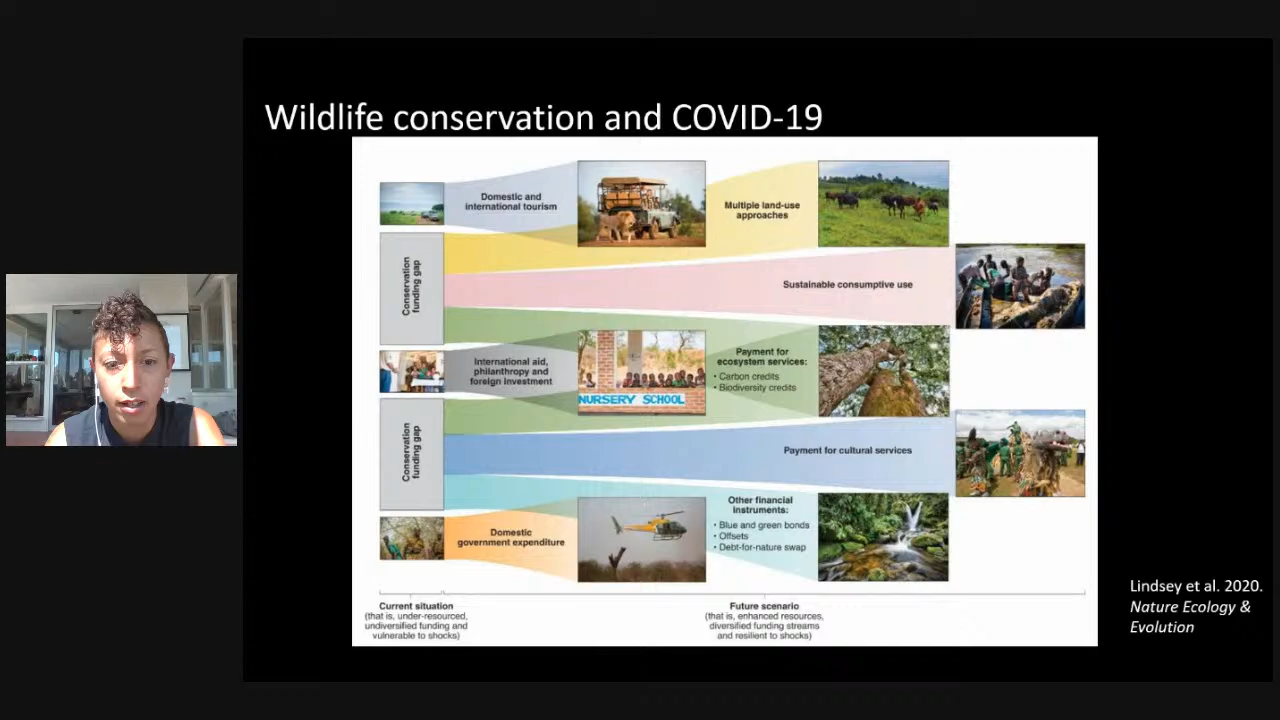 Wildlife conservation and COVID-19
Domestic and
international tourism
Multiple land-use
approaches
Conservation
funding gap
Sustainable consumptive use
International aid,
philanthropy and
foreign investment
NURSERY SCHOOL
Payment for
ecosystem services:
• Carbon credits
• Biodiversity credits
Conservation
funding gap
Payment for cultural services
Domestic
government expenditure
Other financial
instruments:
• Blue and green bonds
• Offsets
• Debt-for-nature swap
Current situation
(that is, under-resourced,
undiversified funding and
vulnerable to shocks)
Future scenario
(that is, enhanced resources,
diversified funding streams
and resilient to shocks)
Lindsey et al. 2020.
Nature Ecology &
Evolution